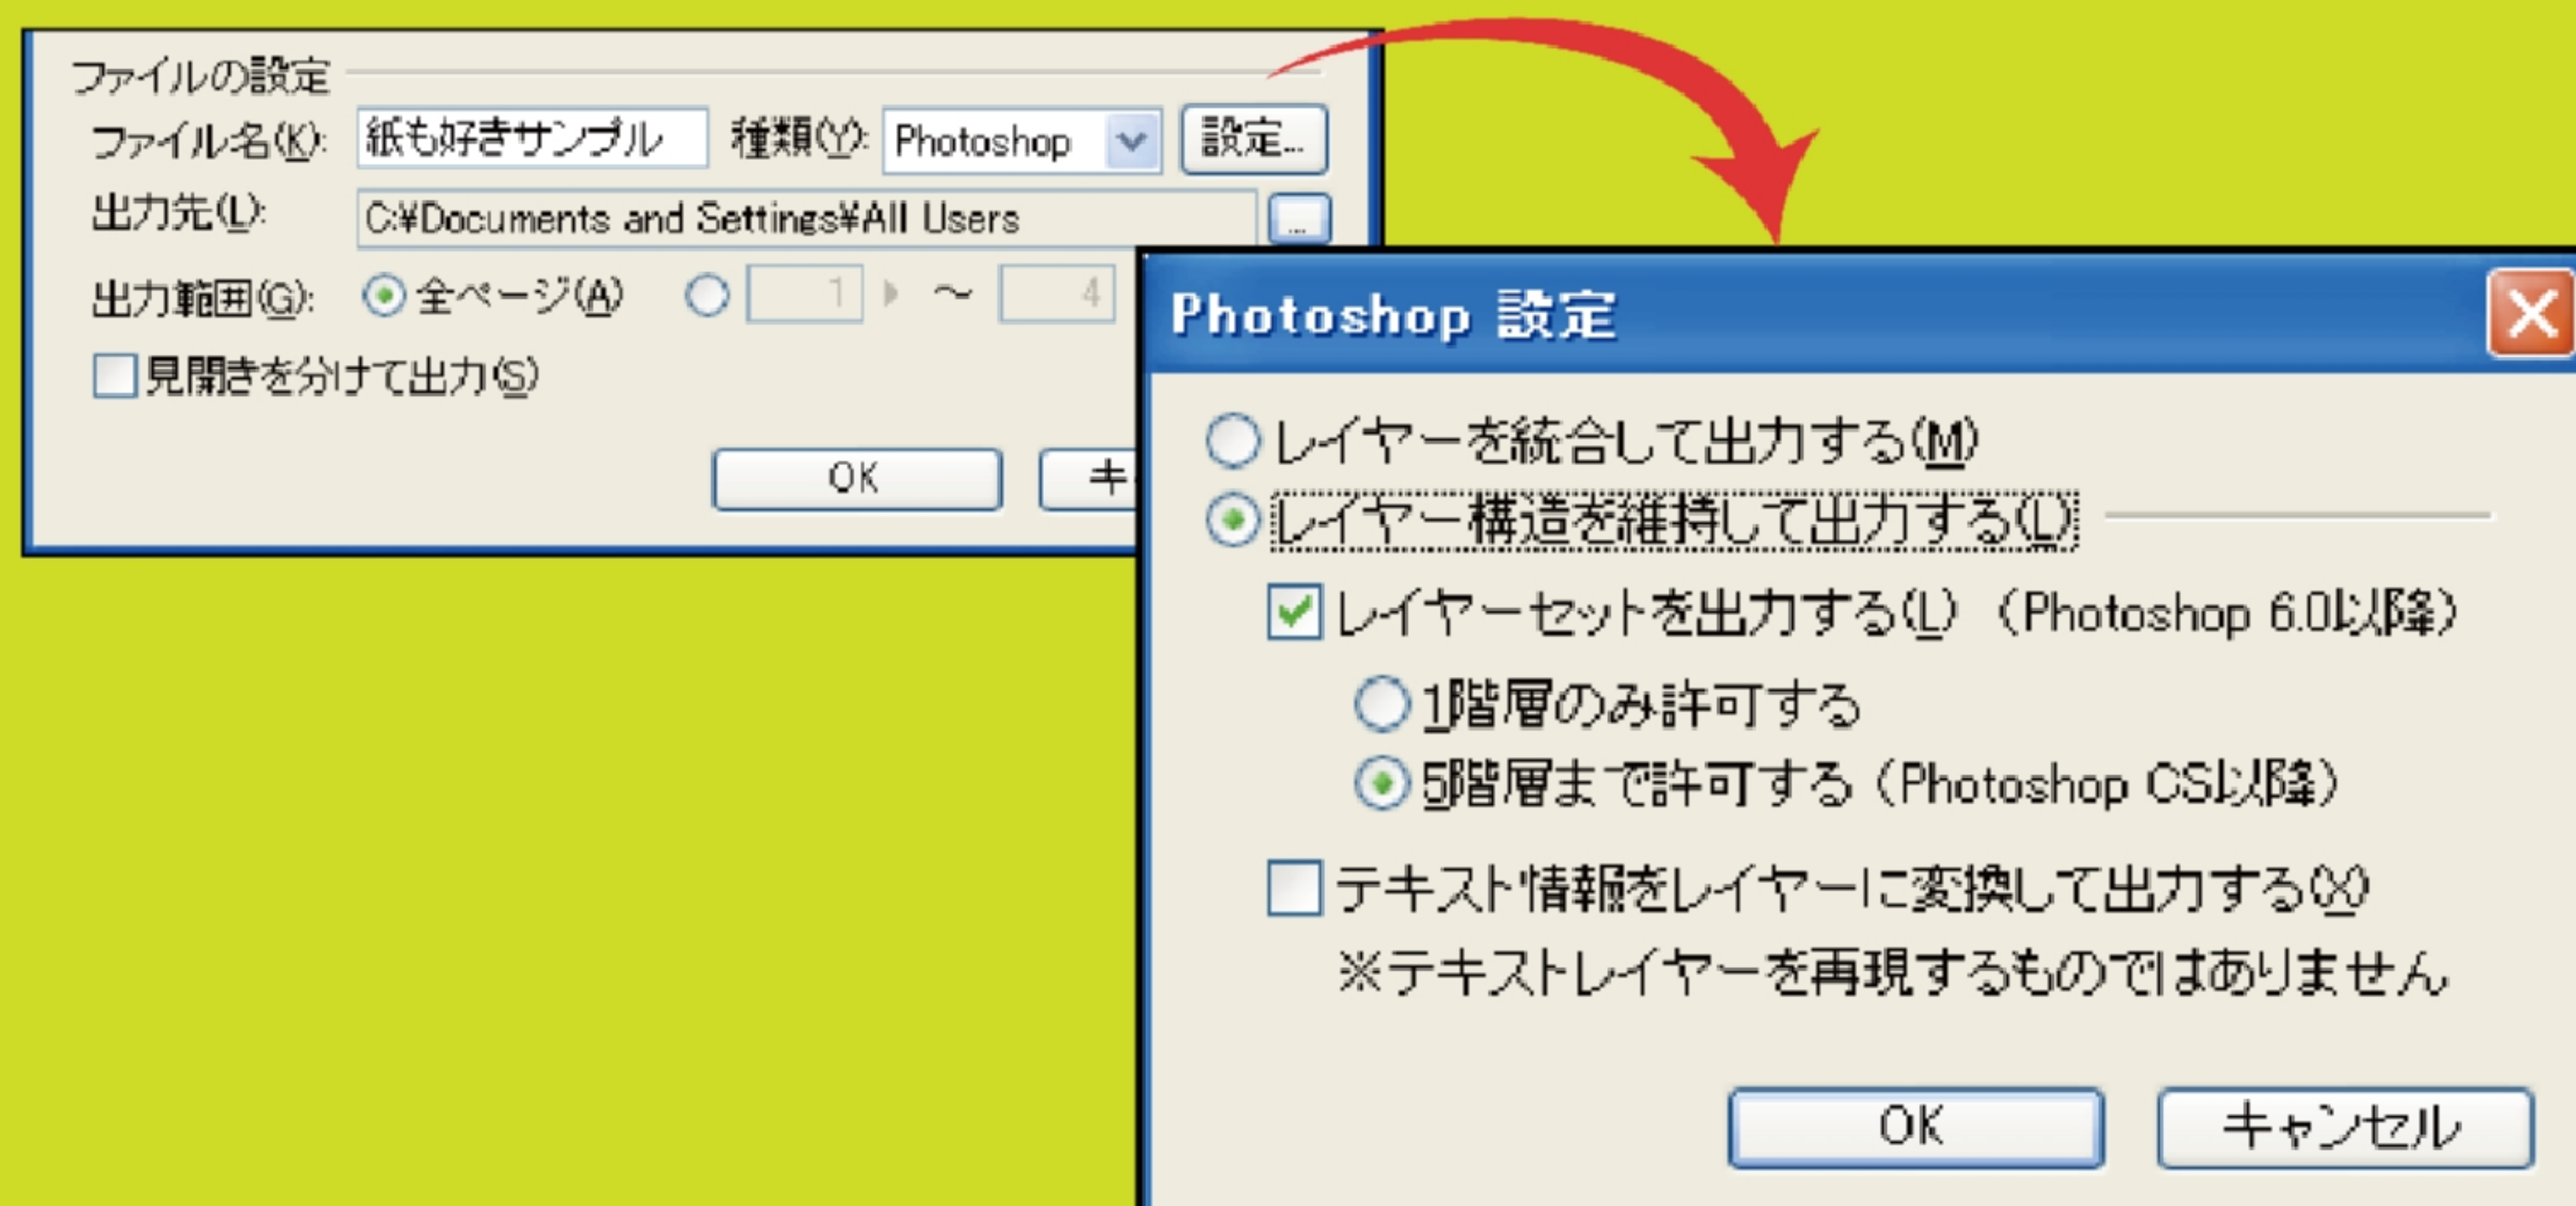 ファイルの設定
ファイル名(K): 紙も好きサンプル 種類(Y): Photoshop 設定...
出力先(L): C:¥Documents and Settings¥All Users ...
出力範囲(G): 全ページ(A) 1 ～ 4
見開きを分けて出力(S)
OK キ
Photoshop 設定
レイヤーを統合して出力する(M)
レイヤー構造を維持して出力する(L)
レイヤーセットを出力する(L) （Photoshop 6.0以降）
1階層のみ許可する
5階層まで許可する（Photoshop CS以降）
テキスト情報をレイヤーに変換して出力する(X)
※テキストレイヤーを再現するものではありません
OK キャンセル